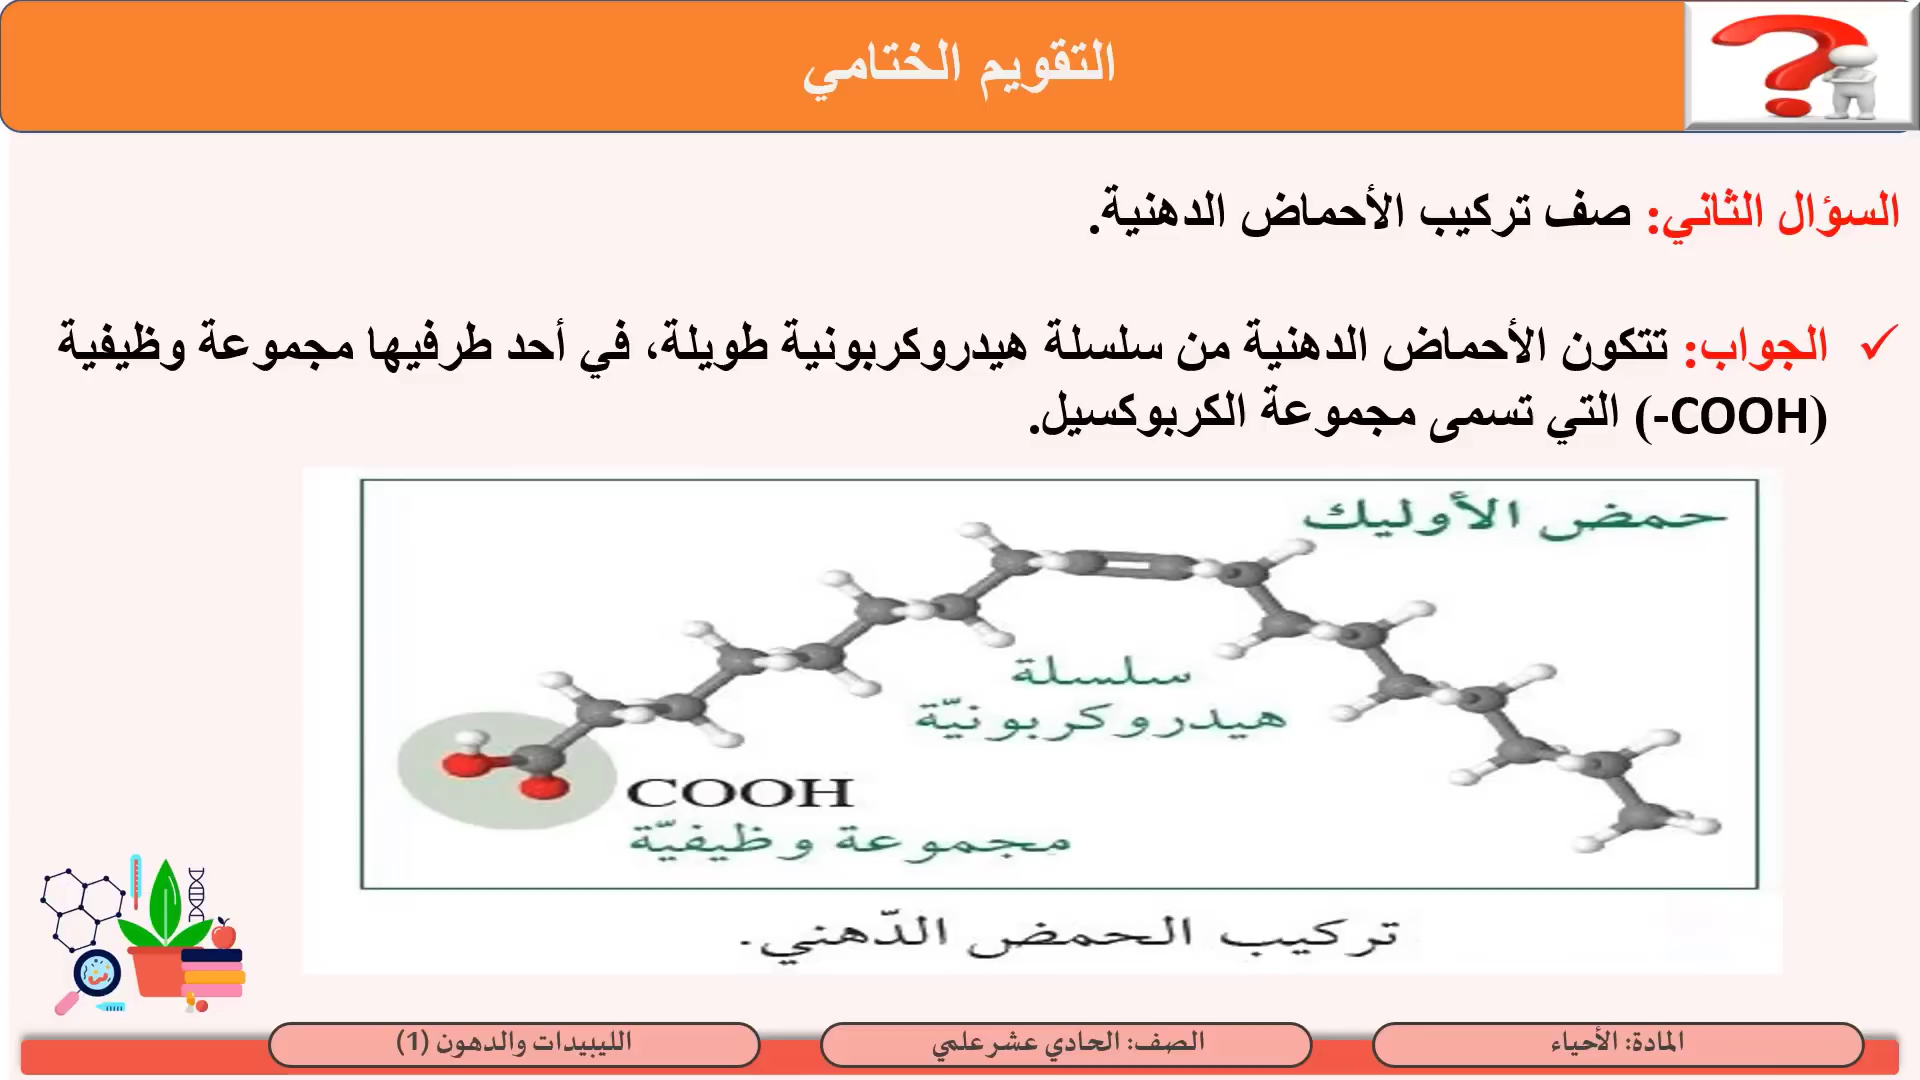 التقويم الختامي
السؤال الثاني: صف تركيب الأحماض الدهنية.
✓ الجواب: تتكون الأحماض الدهنية من سلسلة هيدروكربونية طويلة، في أحد طرفيها مجموعة وظيفية
(COOH-) التي تسمى مجموعة الكربوكسيل.
حمض الأوليك
سلسلة
هيدروكربونيّة
COOH
مجموعة وظيفيّة
تركيب الحمض الدّهني.
المادة: الأحياء
الصف: الحادي عشر علمي
الليبيدات والدهون (1)